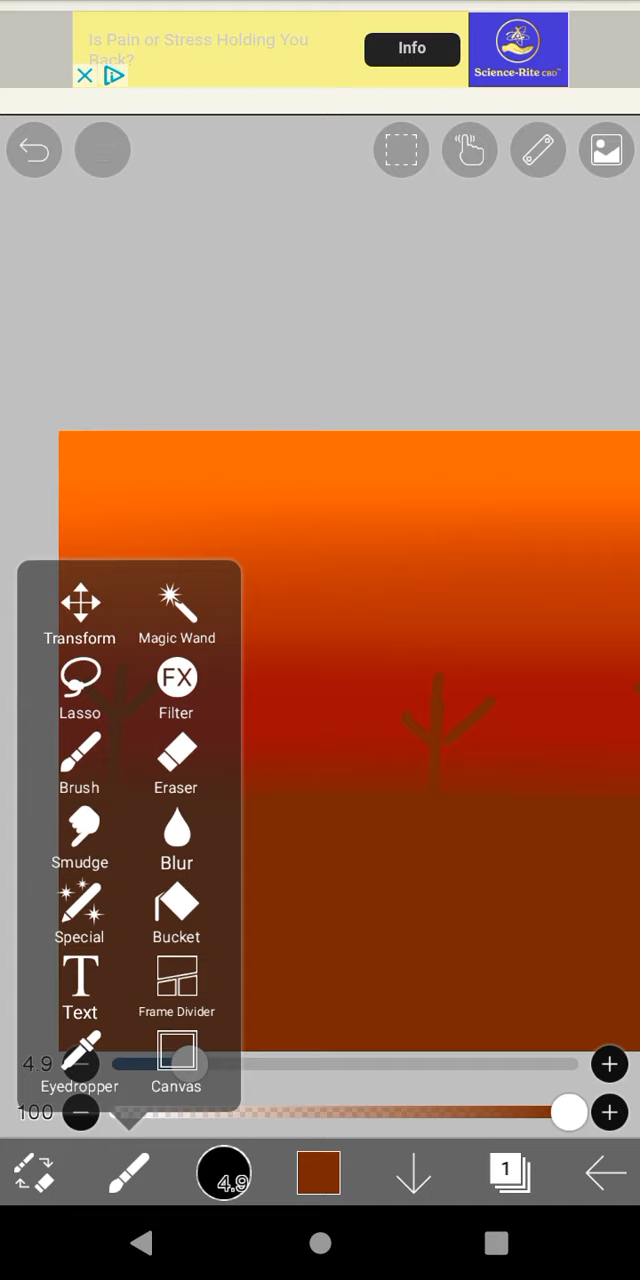 Is Pain or Stress Holding You
Back?
Info
Science-Rite CBD™
Transform
Magic Wand
Lasso
FX
Filter
Brush
Eraser
Smudge
Blur
Special
Bucket
T
Text
Frame Divider
Eyedropper
Canvas
4.9
100
4.9
1